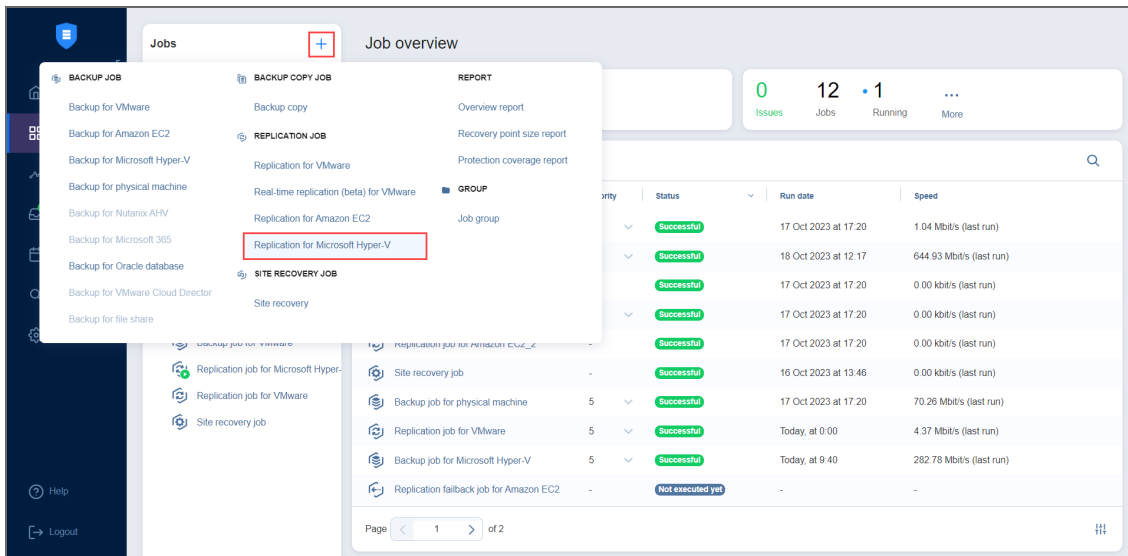 Jobs
+
Job overview
BACKUP JOB
Backup for VMware
Backup for Amazon EC2
Backup for Microsoft Hyper-V
Backup for physical machine
Backup for Nutanix AHV
Backup for Microsoft 365
Backup for Oracle database
Backup for VMware Cloud Director
Backup for file share
BACKUP COPY JOB
Backup copy
REPLICATION JOB
Replication for VMware
Real-time replication (beta) for VMware
Replication for Amazon EC2
Replication for Microsoft Hyper-V
SITE RECOVERY JOB
Site recovery
REPORT
Overview report
Recovery point size report
Protection coverage report
GROUP
Job group
0 12 1 ...
Issues Jobs Running More
Status Run date Speed
Successful 17 Oct 2023 at 17:20 1.04 Mbit/s (last run)
Successful 18 Oct 2023 at 12:17 644.93 Mbit/s (last run)
Successful 17 Oct 2023 at 17:20 0.00 kbit/s (last run)
Successful 17 Oct 2023 at 17:20 0.00 kbit/s (last run)
Backup job for VMware
Replication job for Microsoft Hyper-
Replication job for VMware
Site recovery job
Replication job for Amazon EC2_2 - Successful 17 Oct 2023 at 17:20 0.00 kbit/s (last run)
Site recovery job - Successful 16 Oct 2023 at 13:46 0.00 kbit/s (last run)
Backup job for physical machine 5 Successful 17 Oct 2023 at 17:20 70.26 Mbit/s (last run)
Replication job for VMware 5 Successful Today, at 0:00 4.37 Mbit/s (last run)
Backup job for Microsoft Hyper-V 5 Successful Today, at 9:40 282.78 Mbit/s (last run)
Replication failback job for Amazon EC2 - Not executed yet - -
Page 1 of 2
Help
Logout